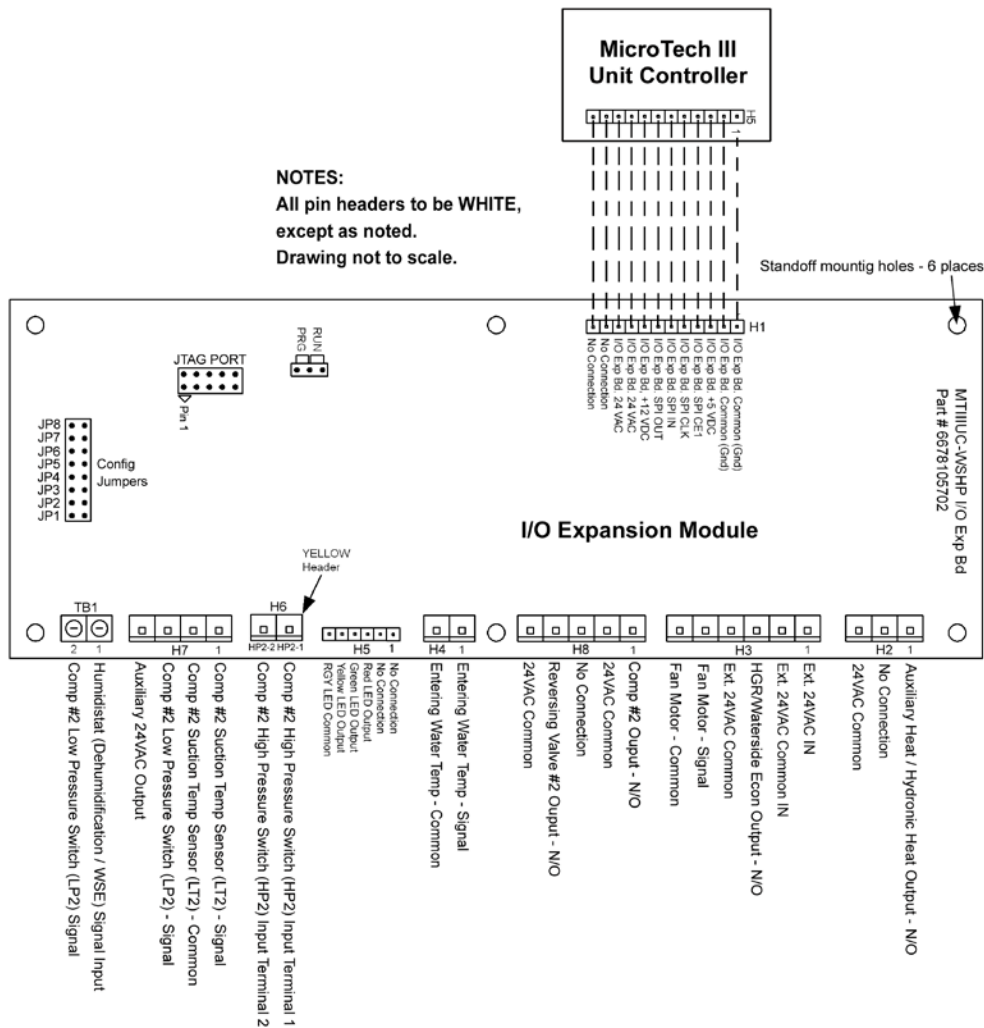 MicroTech III
Unit Controller
H5
1
NOTES:
All pin headers to be WHITE,
except as noted.
Drawing not to scale.
Standoff mountig holes - 6 places
H1
No Connection
No Connection
I/O Exp Bd. 24 VAC
I/O Exp Bd. 24 VAC
I/O Exp Bd. +12 VDC
I/O Exp Bd. SPI OUT
I/O Exp Bd. SPI IN
I/O Exp Bd. SPI CLK
I/O Exp Bd. SPI CE1
I/O Exp Bd. +5 VDC
I/O Exp Bd. Common (Gnd)
I/O Exp Bd. Common (Gnd)
PRG
RUN
JTAG PORT
Pin 1
JP8
JP7
JP6
JP5
JP4
JP3
JP2
JP1
Config
Jumpers
MTIIIUC-WSHP I/O Exp Bd
Part # 6678105702
I/O Expansion Module
YELLOW
Header
TB1
2
1
H7
1
H6
HP2-2
HP2-1
H5
1
H4
1
H8
1
H3
1
H2
1
Comp #2 Low Pressure Switch (LP2) Signal
Humidistat (Dehumidification / WSE) Signal Input
Auxiliary 24VAC Output
Comp #2 Low Pressure Switch (LP2) - Signal
Comp #2 Suction Temp Sensor (LT2) - Common
Comp #2 Suction Temp Sensor (LT2) - Signal
Comp #2 High Pressure Switch (HP2) Input Terminal 2
Comp #2 High Pressure Switch (HP2) Input Terminal 1
RGY LED Common
Yellow LED Output
Green LED Output
Red LED Output
No Connection
No Connection
Entering Water Temp - Common
Entering Water Temp - Signal
24VAC Common
Reversing Valve #2 Ouput - N/O
No Connection
24VAC Common
Comp #2 Ouput - N/O
Fan Motor - Common
Fan Motor - Signal
Ext. 24VAC Common
HGR/Waterside Econ Output - N/O
Ext. 24VAC Common IN
Ext. 24VAC IN
24VAC Common
No Connection
Auxiliary Heat / Hydronic Heat Output - N/O